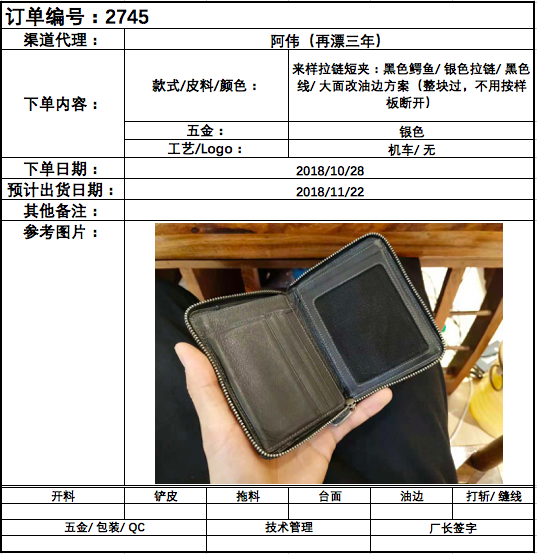 订单编号：2745
渠道代理：
阿伟（再漂三年）
下单内容：
款式/皮料/颜色：
来样拉链短夹：黑色鳄鱼/ 银色拉链/ 黑色
线/ 大面改油边方案（整块过，不用按样
板断开）
五金：
银色
工艺/Logo：
机车/ 无
下单日期：
2018/10/28
预计出货日期：
2018/11/22
其他备注：
参考图片：
开料 铲皮 拖料 台面 油边 打斩/ 缝线
五金/ 包装/ QC 技术管理 厂长签字